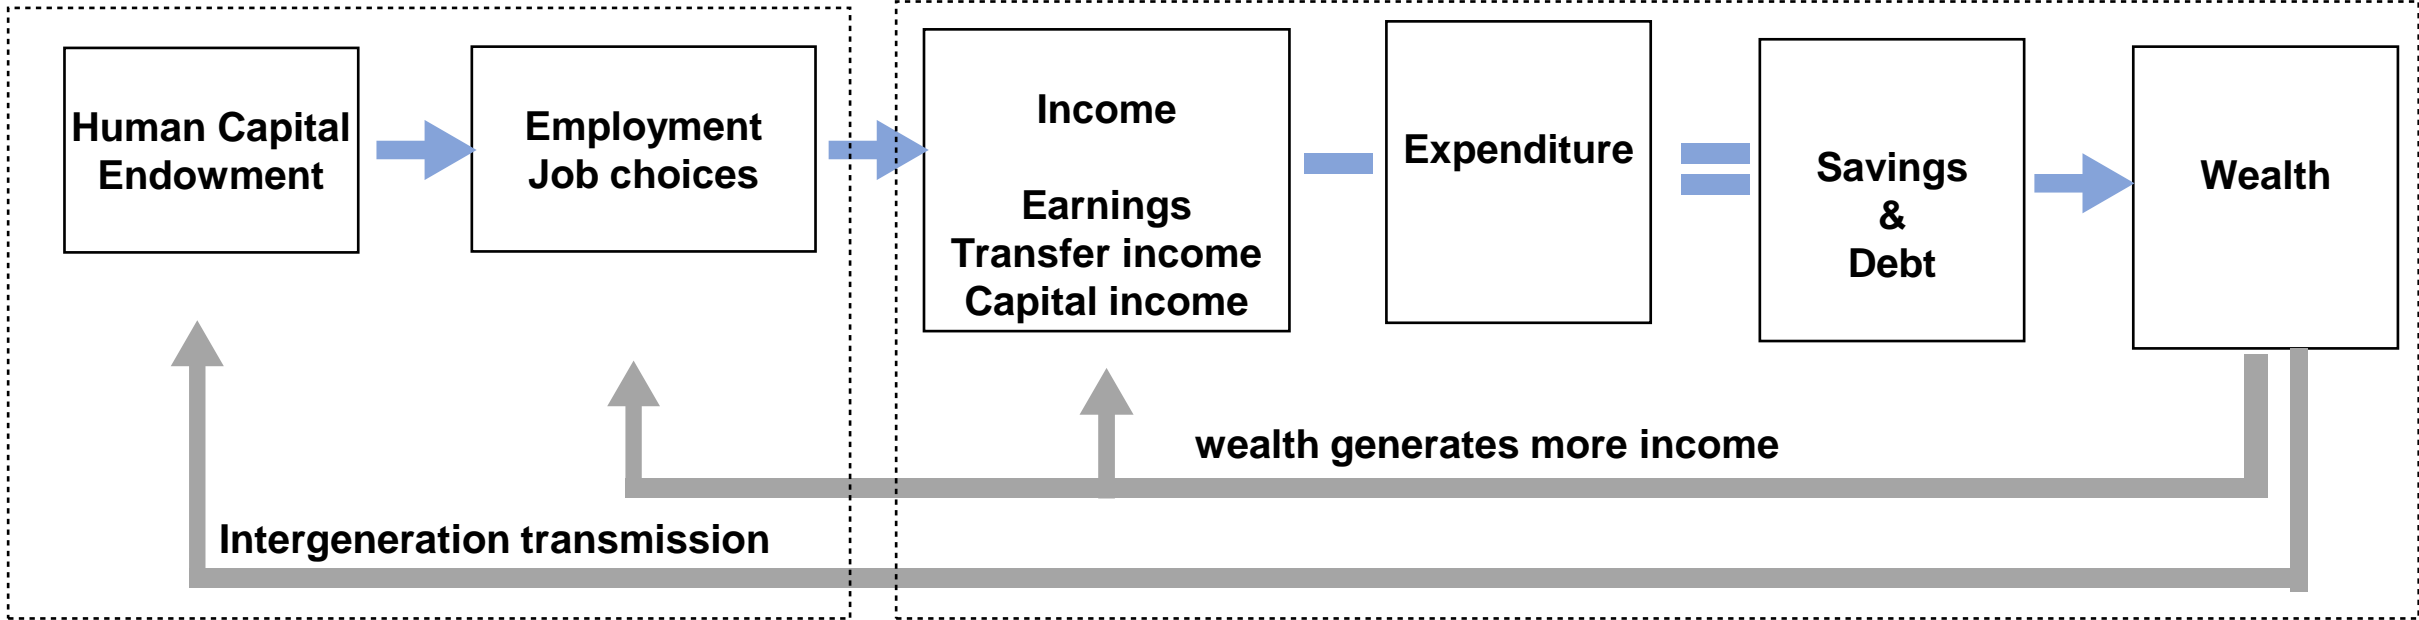 Human Capital
Endowment
Employment
Job choices
Income
Earnings
Transfer income
Capital income
Expenditure
Savings
&
Debt
Wealth
wealth generates more income
Intergeneration transmission